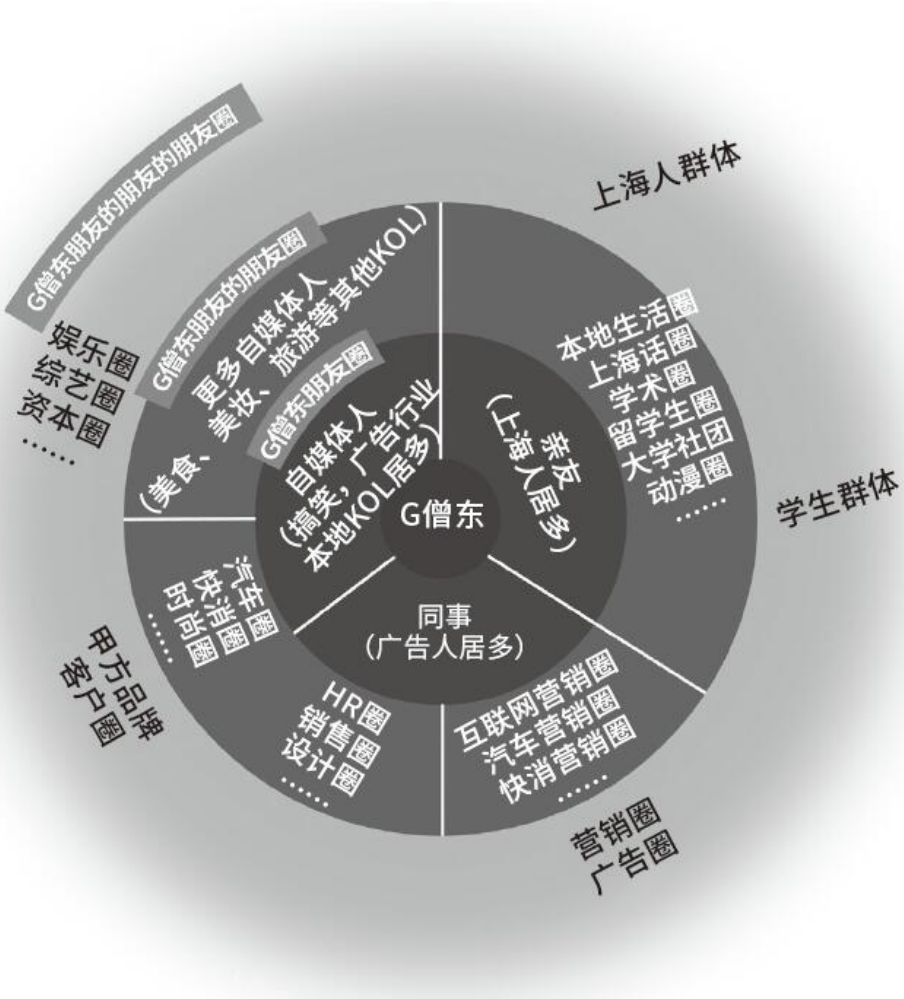 G僧东朋友的朋友的朋友圈
娱乐圈
综艺圈
资本圈
……
G僧东朋友的朋友圈
更多自媒体人
(美食、美妆、旅游等其他KOL)
G僧东朋友圈
自媒体人
(搞笑，广告行业
本地KOL居多)
G僧东
亲友
(上海人居多)
同事
(广告人居多)
上海人群体
本地生活圈
上海话圈
学术圈
留学生圈
大学社团
动漫圈
……
学生群体
汽车圈
快消圈
时尚圈
……
甲方品牌
客户圈
HR圈
销售圈
设计圈
……
互联网营销圈
汽车营销圈
快消营销圈
……
营销圈
广告圈